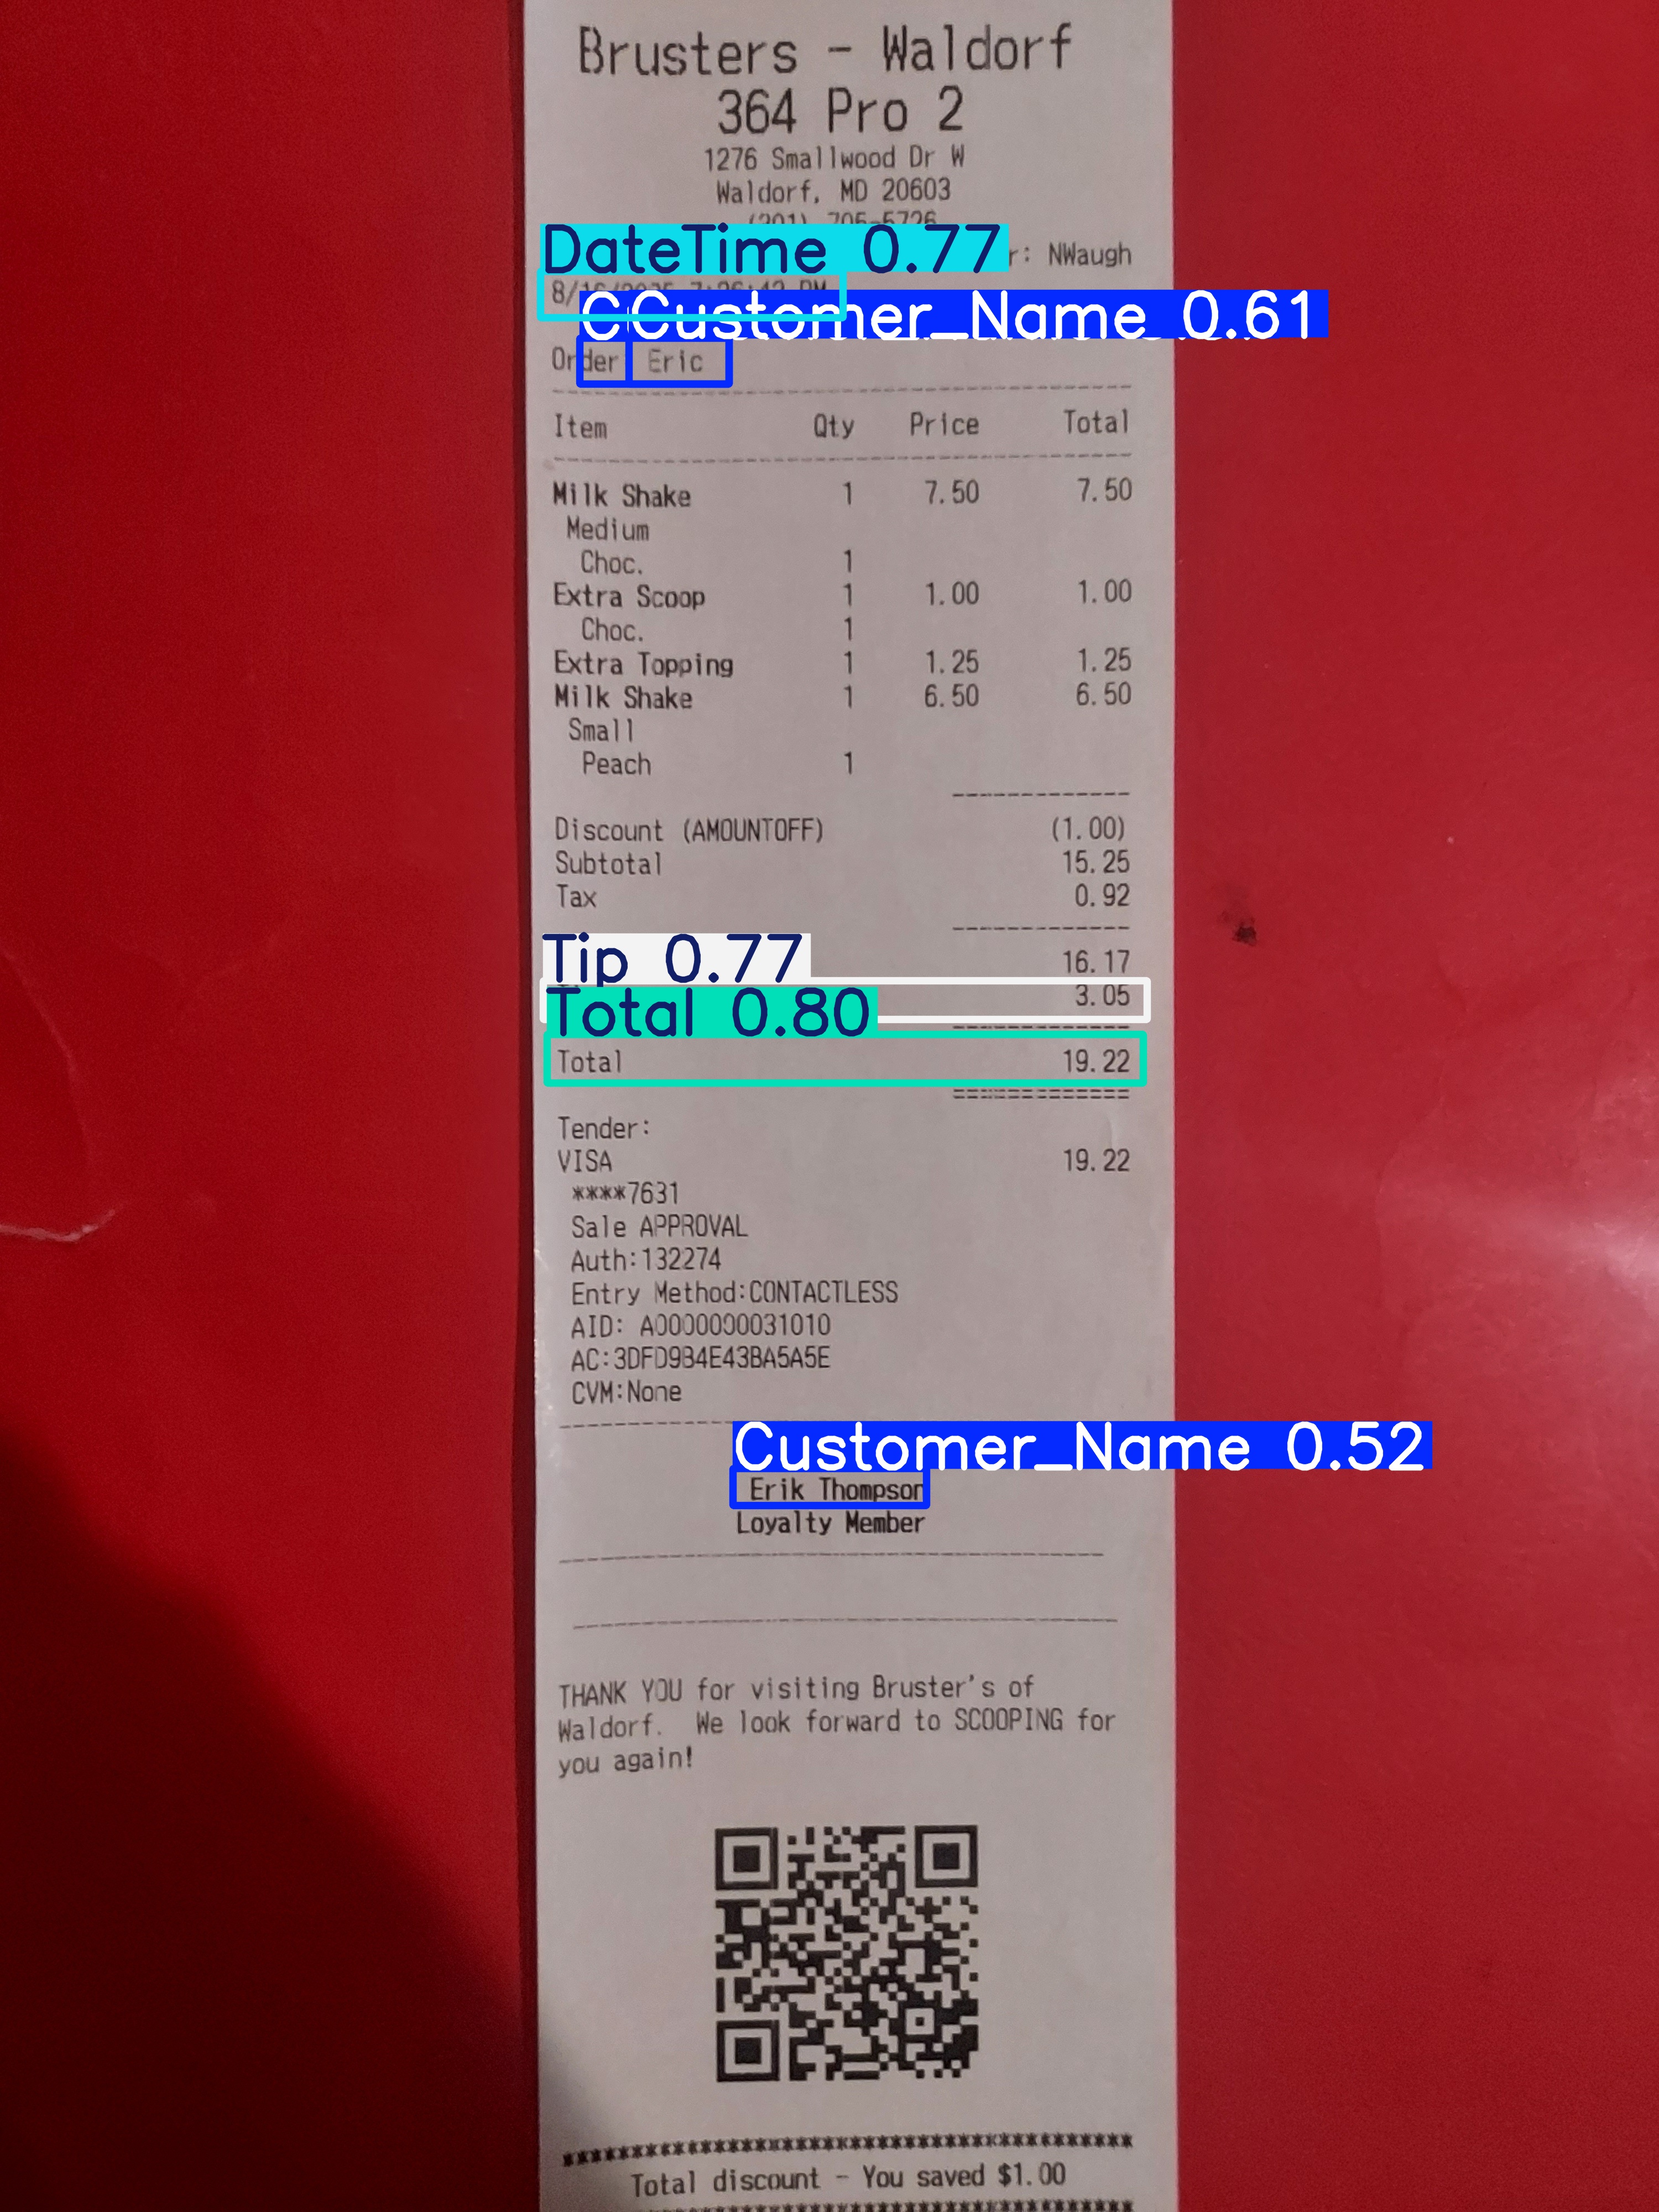 Brusters - Waldorf
364 Pro 2
1276 Smallwood Dr W
Waldorf, MD 20603
DateTime 0.77
r: NWaugh
8/
C Customer_Name 0.61
Order Eric
Item Qty Price Total
Milk Shake 1 7.50 7.50
Medium
Choc. 1
Extra Scoop 1 1.00 1.00
Choc. 1
Extra Topping 1 1.25 1.25
Milk Shake 1 6.50 6.50
Small
Peach 1
Discount (AMOUNTOFF) (1.00)
Subtotal 15.25
Tax 0.92
Tip 0.77
16.17
3.05
Total 0.80
Total 19.22
Tender:
VISA 19.22
****7631
Sale APPROVAL
Auth:132274
Entry Method:CONTACTLESS
AID: A0000000031010
AC:3DFD9B4E43BA5A5E
CVM:None
Customer_Name 0.52
Erik Thompson
Loyalty Member
THANK YOU for visiting Bruster's of
Waldorf. We look forward to SCOOPING for
you again!
Total discount - You saved $1.00